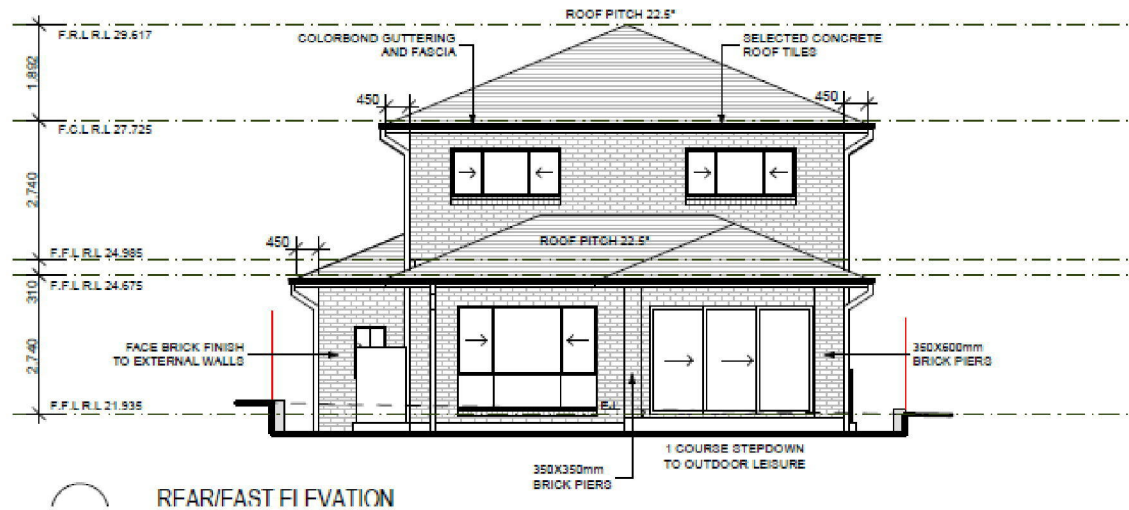 ROOF PITCH 22.5°
F.R.L R.L 29.617
COLORBOND GUTTERING
AND FASCIA
SELECTED CONCRETE
ROOF TILES
1.892
450
450
F.C.L R.L 27.725
2.740
450
ROOF PITCH 22.5°
F.F.L R.L 24.985
310
F.F.L R.L 24.675
FACE BRICK FINISH
TO EXTERNAL WALLS
350X600mm
BRICK PIERS
2.740
F.F.L R.L 21.935
1 COURSE STEPDOWN
TO OUTDOOR LEISURE
350X350mm
BRICK PIERS
REAR/EAST ELEVATION